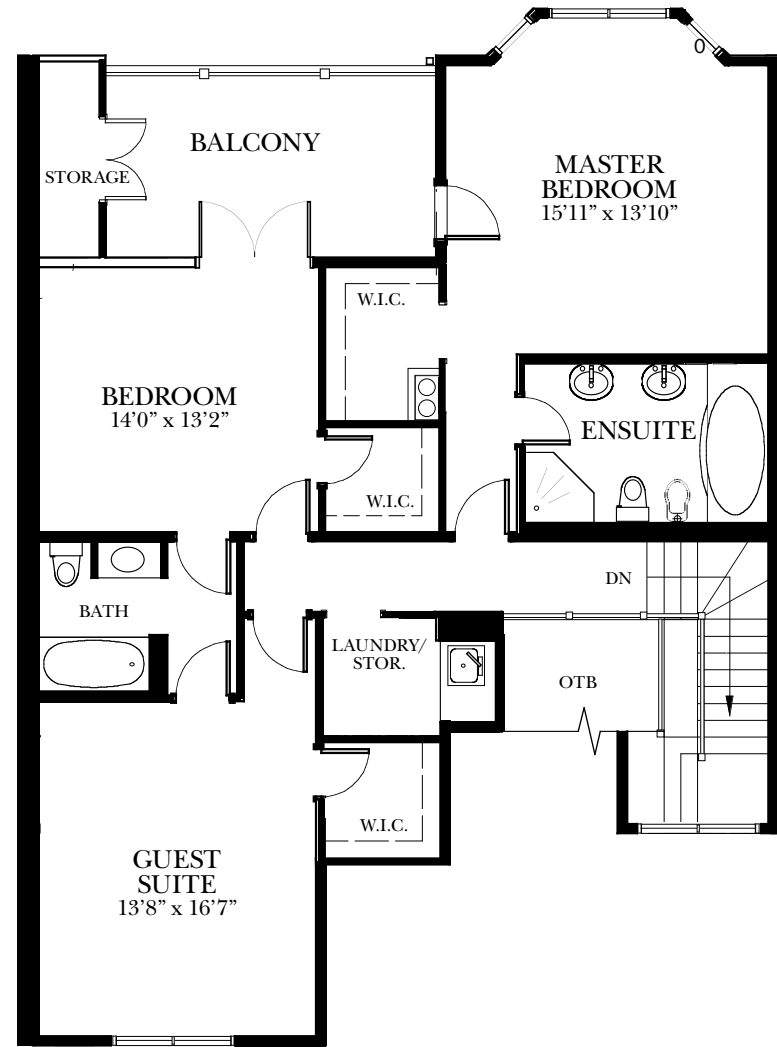 BALCONY
STORAGE
MASTER
BEDROOM
15'11" x 13'10"
W.I.C.
BEDROOM
14'0" x 13'2"
ENSUITE
W.I.C.
DN
BATH
LAUNDRY/
STOR.
OTB
W.I.C.
GUEST
SUITE
13'8" x 16'7"